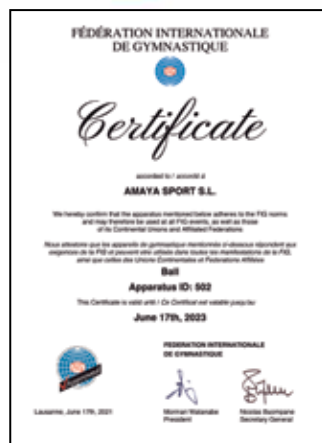 FÉDÉRATION INTERNATIONALE
DE GYMNASTIQUE
Certificate
accorded to / accordé à
AMAYA SPORT S.L.
We hereby confirm that the apparatus mentioned below adheres to the FIG norms
and may therefore be used at all FIG events, as well as those
of its Continental Unions and Affiliated Federations
Nous attestons que les appareils de gymnastique mentionnés ci-dessous répondent aux
exigences de la FIG et peuvent être utilisés dans toutes les manifestations de la FIG,
ainsi que celles des Unions Continentales et Fédérations Affiliées
Ball
Apparatus ID: 502
This Certificate is valid until / Ce Certificat est valable jusqu'au
June 17th, 2023
FEDERATION INTERNATIONALE
DE GYMNASTIQUE
Lausanne, June 17th, 2021
Morinari Watanabe
President
Nicolas Buompane
Secretary General